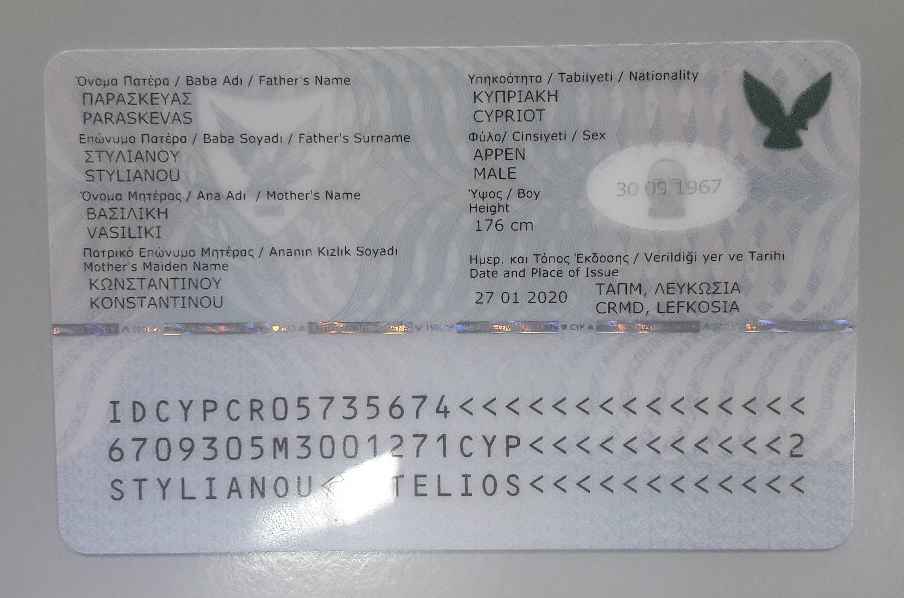 Όνομα Πατέρα / Baba Adı / Father's Name
ΠΑΡΑΣΚΕΥΑΣ
PARASKEVAS
Επώνυμο Πατέρα / Baba Soyadı / Father's Surname
ΣΤΥΛΙΑΝΟΥ
STYLIANOU
Όνομα Μητέρας / Ana Adı / Mother's Name
ΒΑΣΙΛΙΚΗ
VASILIKI
Πατρικό Επώνυμο Μητέρας / Ananın Kızlık Soyadı
Mother's Maiden Name
ΚΩΝΣΤΑΝΤΙΝΟΥ
KONSTANTINOU
Υπηκοότητα / Tabiiyeti / Nationality
ΚΥΠΡΙΑΚΗ
CYPRIOT
Φύλο/ Cinsiyeti / Sex
ΑΡΡΕΝ
MALE
Ύψος / Boy
Height
176 cm
30 09 1967
Ημερ. και Τόπος Έκδοσης / Verildiği yer ve Tarihi
Date and Place of Issue
27 01 2020
ΤΑΠΜ, ΛΕΥΚΩΣΙΑ
CRMD, LEFKOSIA
IDCYPCR05735674<<<<<<<<<<<<<<<
6709305M3001271CYP<<<<<<<<<<<2
STYLIANOU< TELIOS<<<<<<<<<<<<